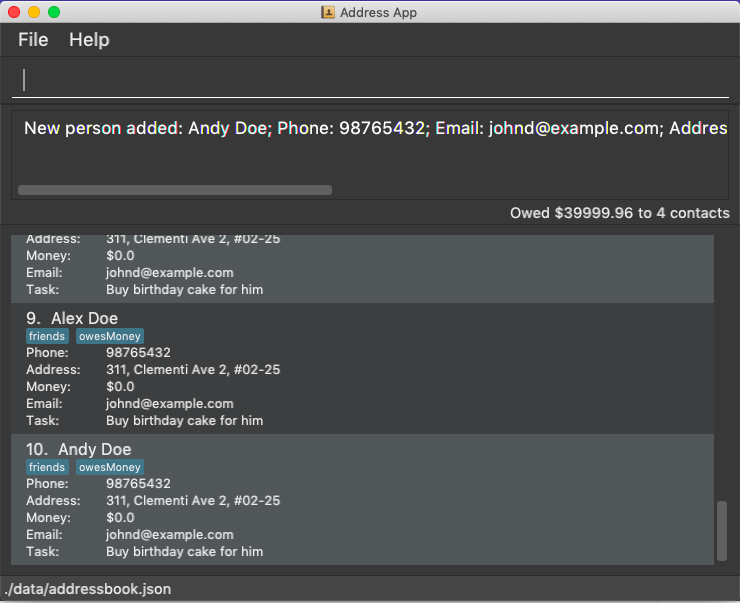 Address App
File Help
New person added: Andy Doe; Phone: 98765432; Email: johnd@example.com; Addres
Owed $39999.96 to 4 contacts
Address: 311, Clementi Ave 2, #02-25
Money: $0.0
Email: johnd@example.com
Task: Buy birthday cake for him
9. Alex Doe
friends owesMoney
Phone: 98765432
Address: 311, Clementi Ave 2, #02-25
Money: $0.0
Email: johnd@example.com
Task: Buy birthday cake for him
10. Andy Doe
friends owesMoney
Phone: 98765432
Address: 311, Clementi Ave 2, #02-25
Money: $0.0
Email: johnd@example.com
Task: Buy birthday cake for him
./data/addressbook.json